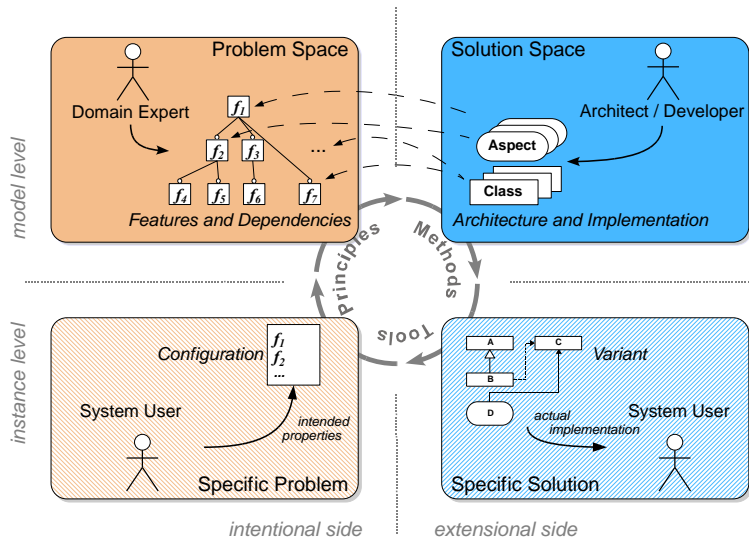 Problem Space
Domain Expert
f1
f2
f3
...
f4
f5
f6
f7
Features and Dependencies
Solution Space
Architect / Developer
Aspect
Class
Architecture and Implementation
model level
Principles
Methods
Tools
instance level
Configuration
f1
f2
...
System User
intended
properties
Specific Problem
A
C
Variant
B
D
actual
implementation
System User
Specific Solution
intentional side
extensional side